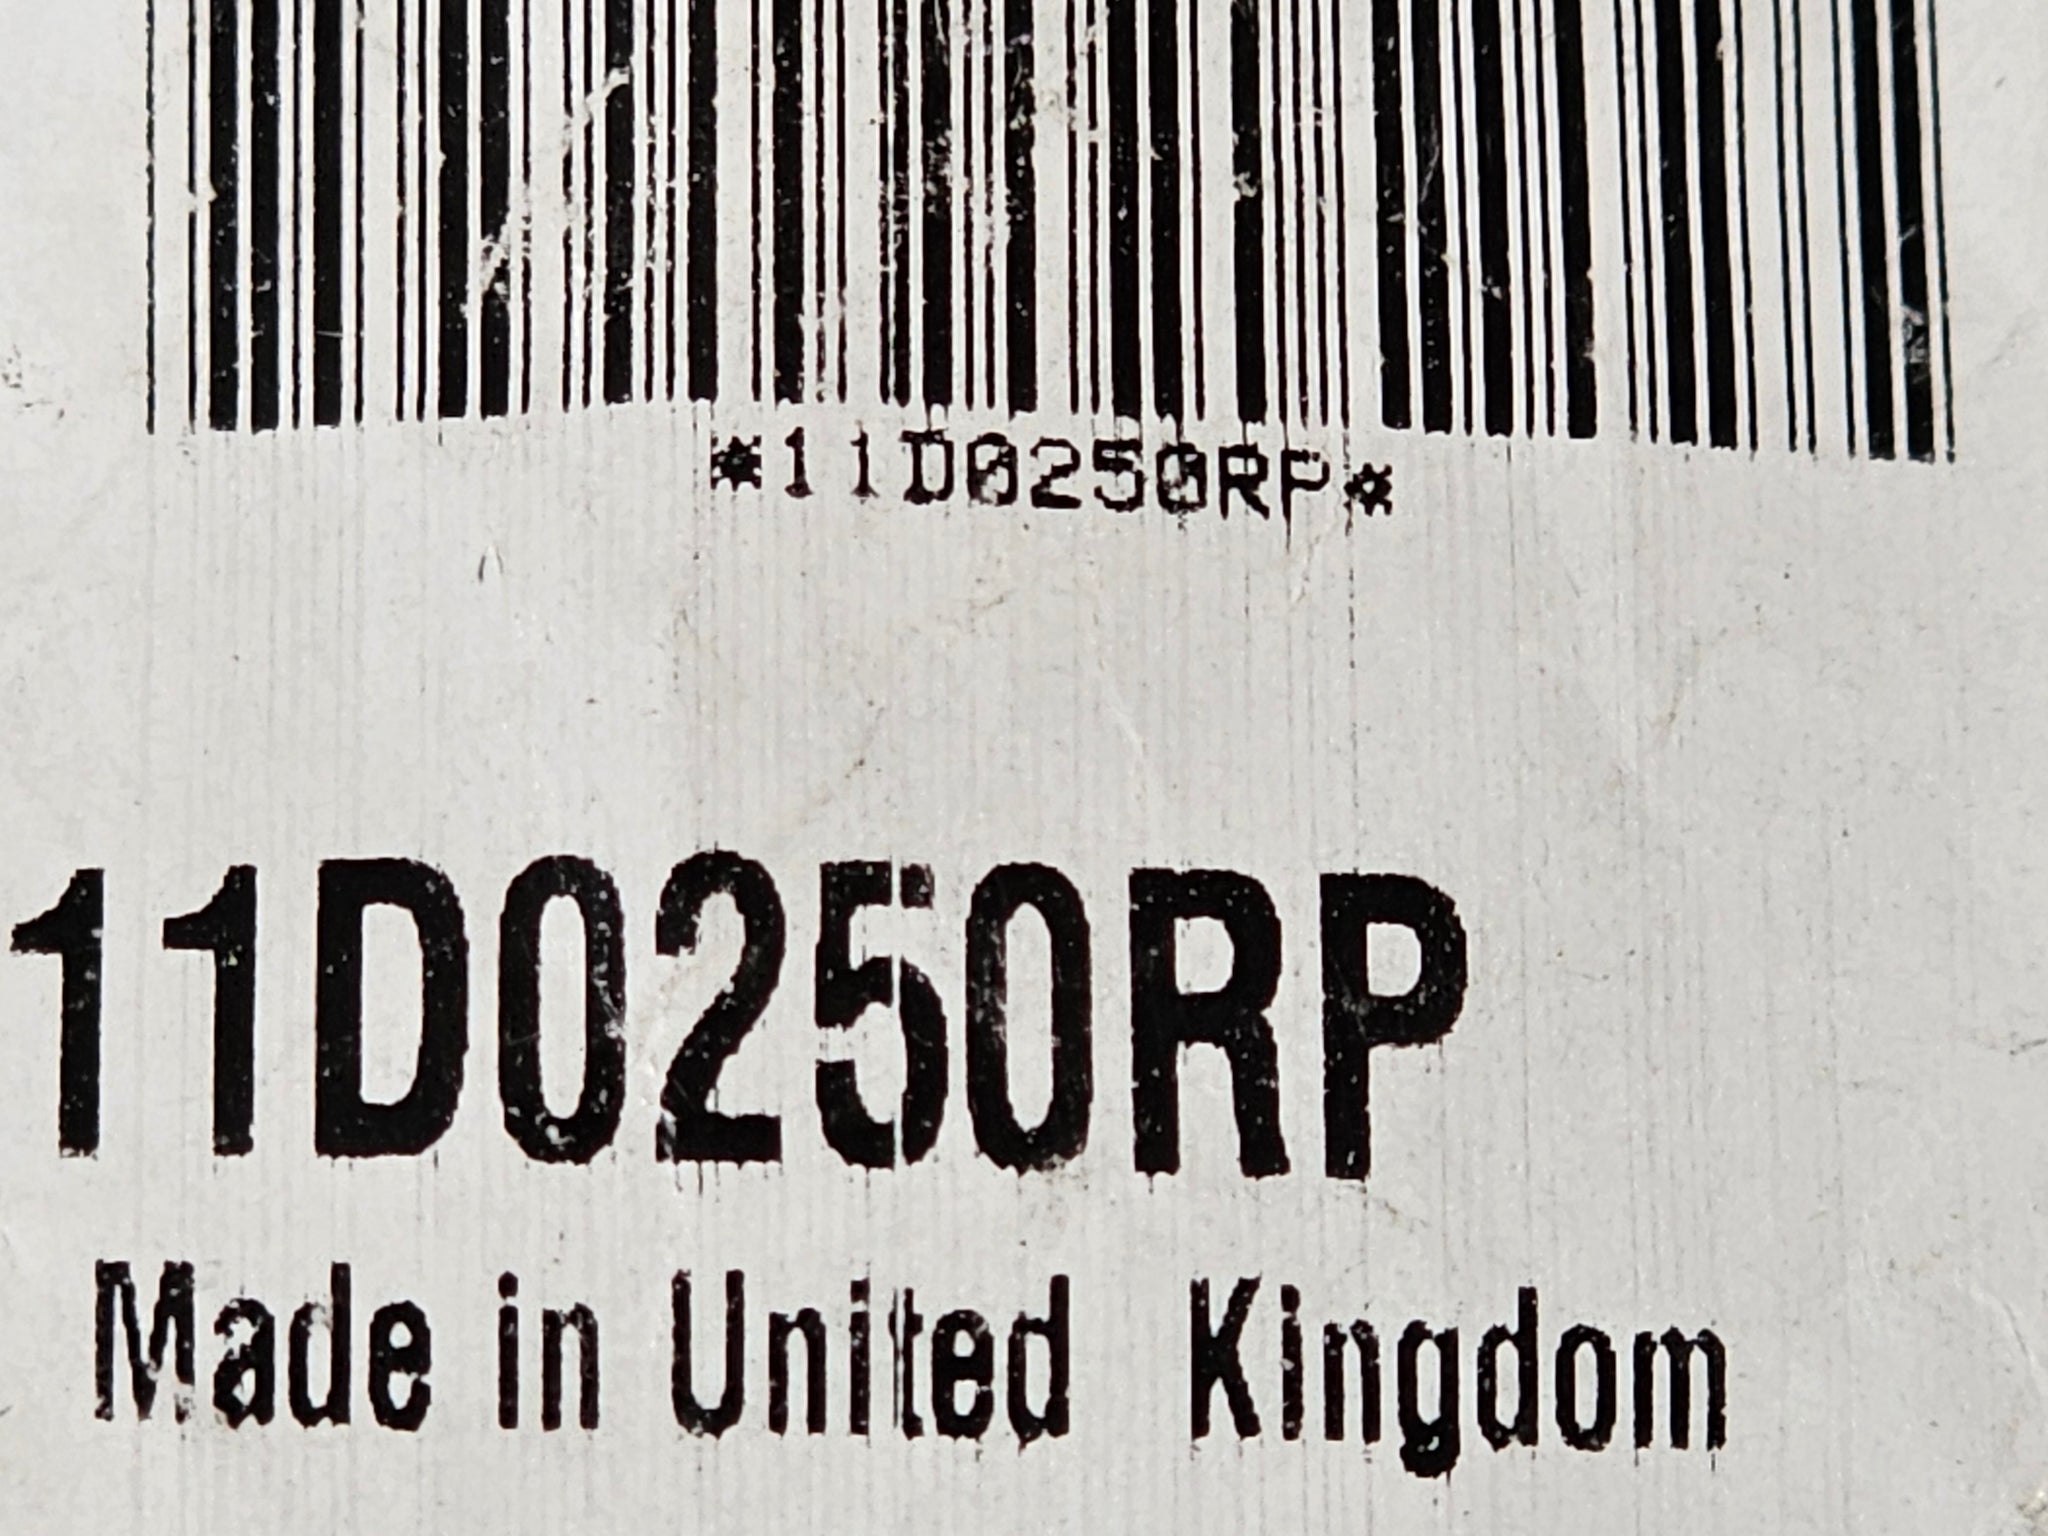 *11D0250RP*
11D0250RP
Made in United Kingdom